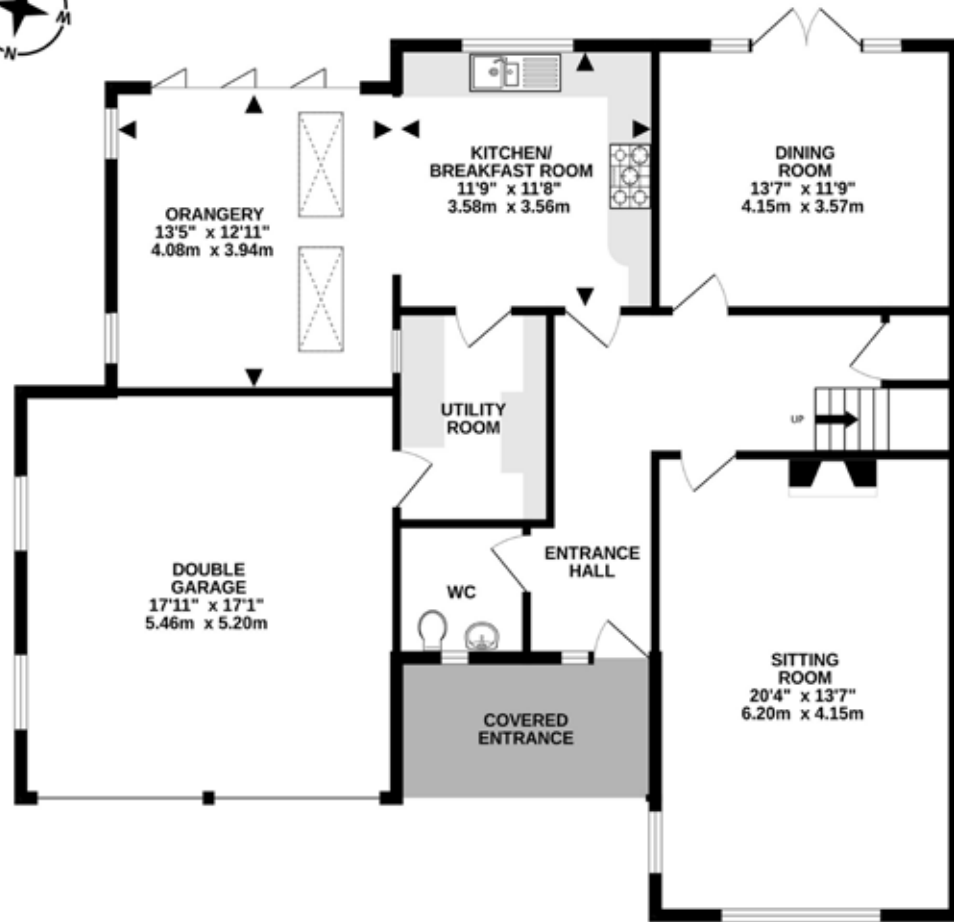 W
N
KITCHEN/
BREAKFAST ROOM
11'9" x 11'8"
3.58m x 3.56m
DINING
ROOM
13'7" x 11'9"
4.15m x 3.57m
ORANGERY
13'5" x 12'11"
4.08m x 3.94m
UTILITY
ROOM
UP
ENTRANCE
HALL
WC
DOUBLE
GARAGE
17'11" x 17'1"
5.46m x 5.20m
SITTING
ROOM
20'4" x 13'7"
6.20m x 4.15m
COVERED
ENTRANCE